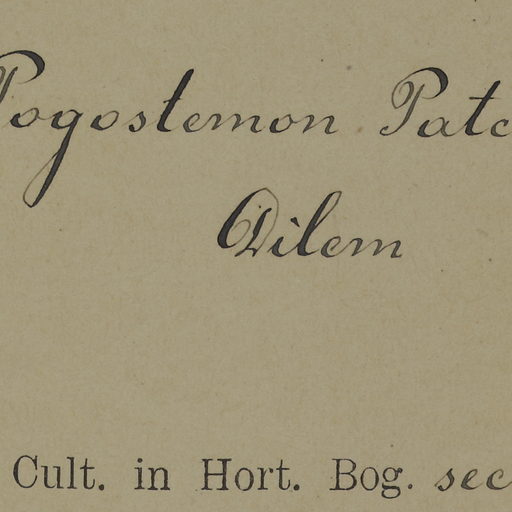 Pogostemon Patc
Dilem
Cult. in Hort. Bog. sec